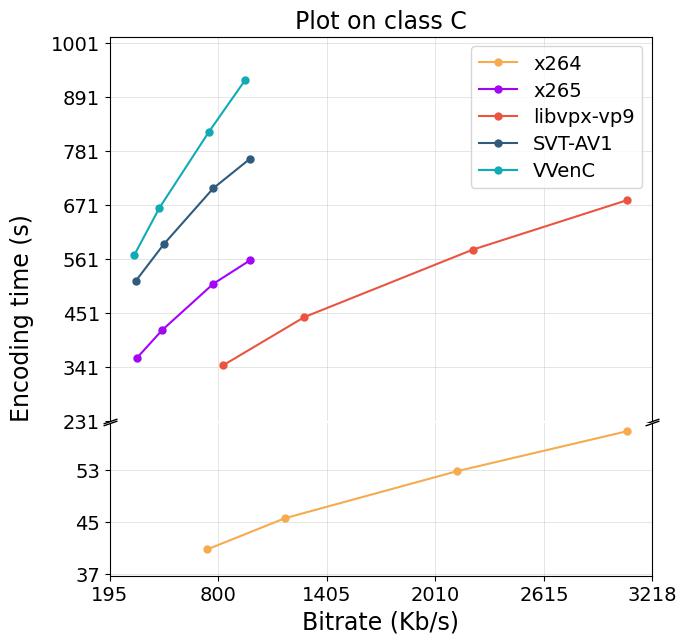 Plot on class C
1001
891
781
671
561
451
341
231
53
45
37
Encoding time (s)
x264
x265
libvpx-vp9
SVT-AV1
VVenC
195 800 1405 2010 2615 3218
Bitrate (Kb/s)